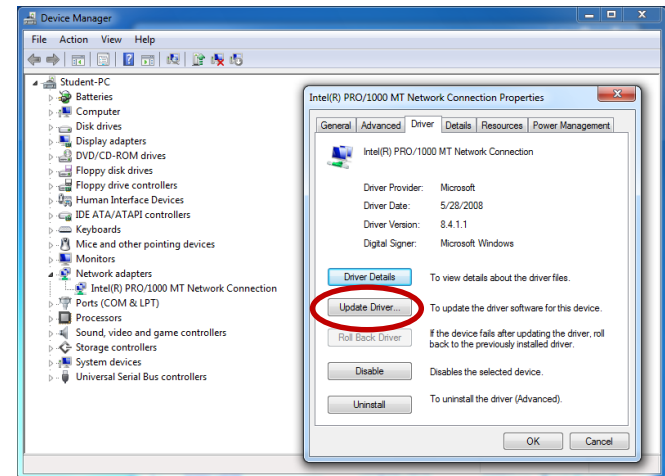 Device Manager
File Action View Help
Student-PC
Batteries
Computer
Disk drives
Display adapters
DVD/CD-ROM drives
Floppy disk drives
Floppy drive controllers
Human Interface Devices
IDE ATA/ATAPI controllers
Keyboards
Mice and other pointing devices
Monitors
Network adapters
Intel(R) PRO/1000 MT Network Connection
Ports (COM & LPT)
Processors
Sound, video and game controllers
Storage controllers
System devices
Universal Serial Bus controllers
Intel(R) PRO/1000 MT Network Connection Properties
General Advanced Driver Details Resources Power Management
Intel(R) PRO/1000 MT Network Connection
Driver Provider: Microsoft
Driver Date: 5/28/2008
Driver Version: 8.4.1.1
Digital Signer: Microsoft Windows
Driver Details To view details about the driver files.
Update Driver... To update the driver software for this device.
Roll Back Driver If the device fails after updating the driver, roll
back to the previously installed driver.
Disable Disables the selected device.
Uninstall To uninstall the driver (Advanced).
OK Cancel